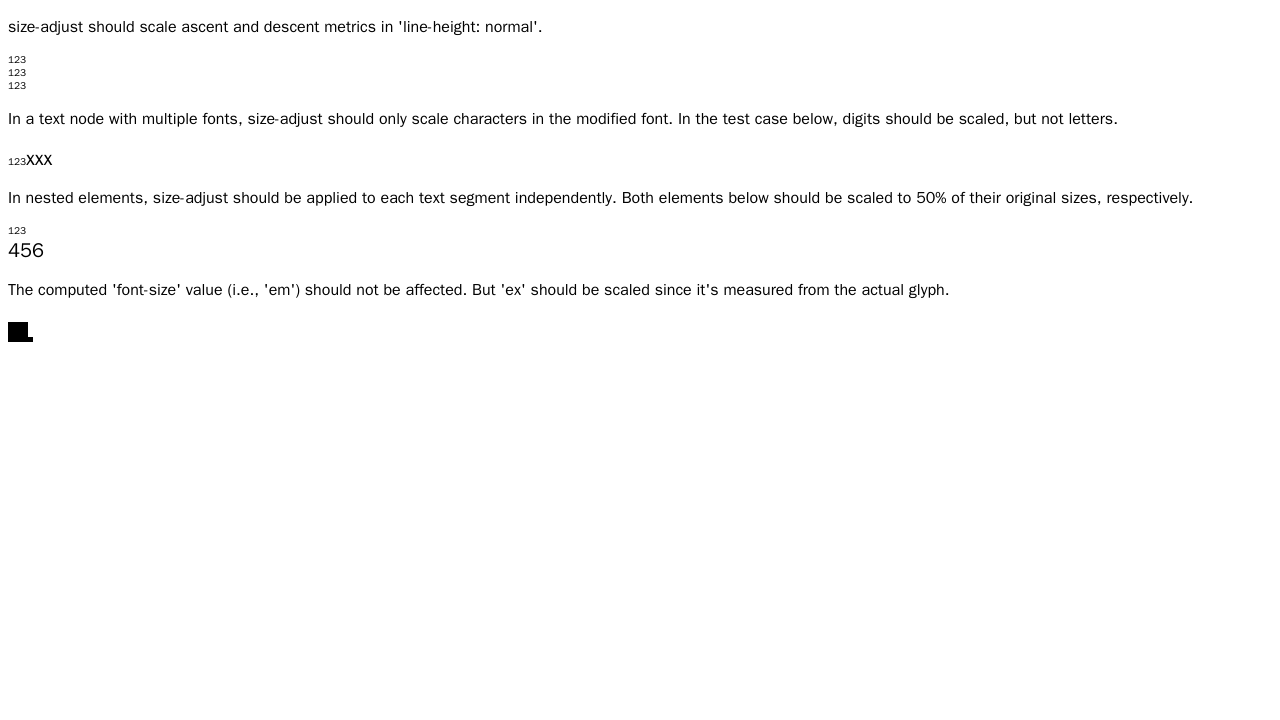 size-adjust should scale ascent and descent metrics in 'line-height: normal'.
123
123
123
In a text node with multiple fonts, size-adjust should only scale characters in the modified font. In the test case below, digits should be scaled, but not letters.
123xxx
In nested elements, size-adjust should be applied to each text segment independently. Both elements below should be scaled to 50% of their original sizes, respectively.
123
456
The computed 'font-size' value (i.e., 'em') should not be affected. But 'ex' should be scaled since it's measured from the actual glyph.